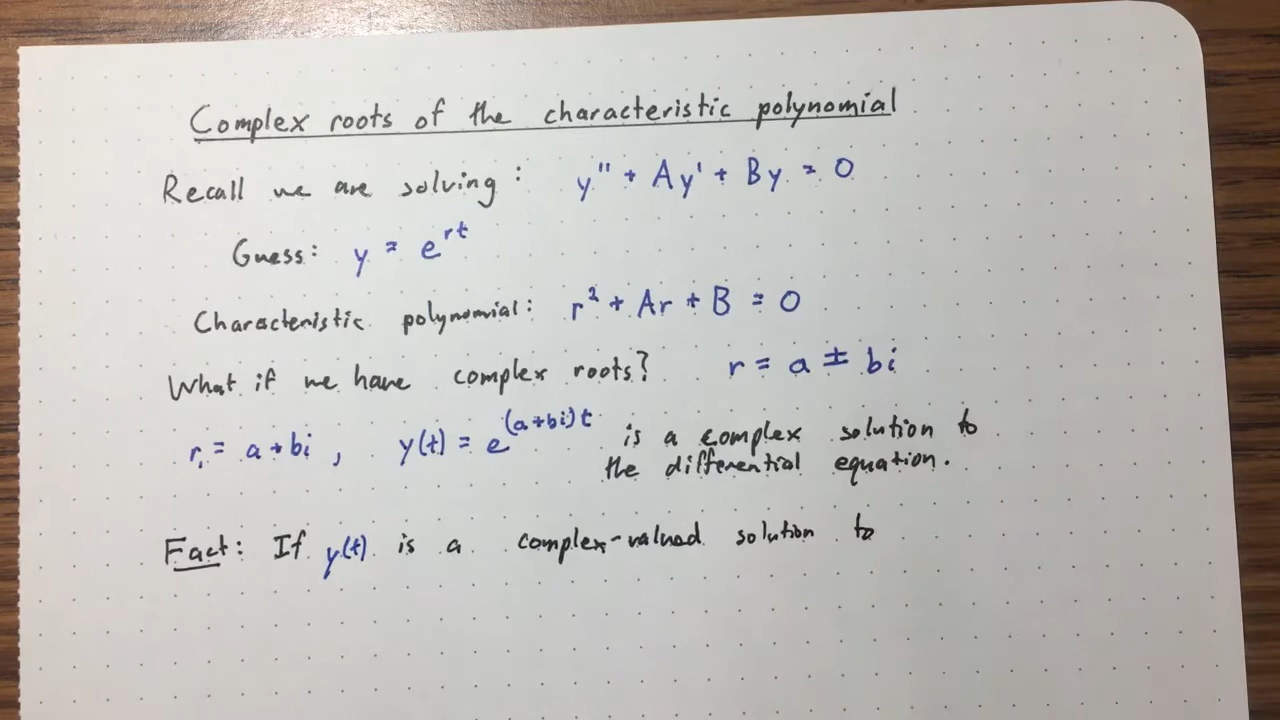 Complex roots of the characteristic polynomial
Recall we are solving: y'' + Ay' + By = 0
Guess: y = e^{rt}
Characteristic polynomial: r² + Ar + B = 0
What if we have complex roots? r = a ± bi
r₁ = a + bi , y(t) = e^{(a+bi)t} is a complex solution to
the differential equation.
Fact: If y(t) is a complex-valued solution to